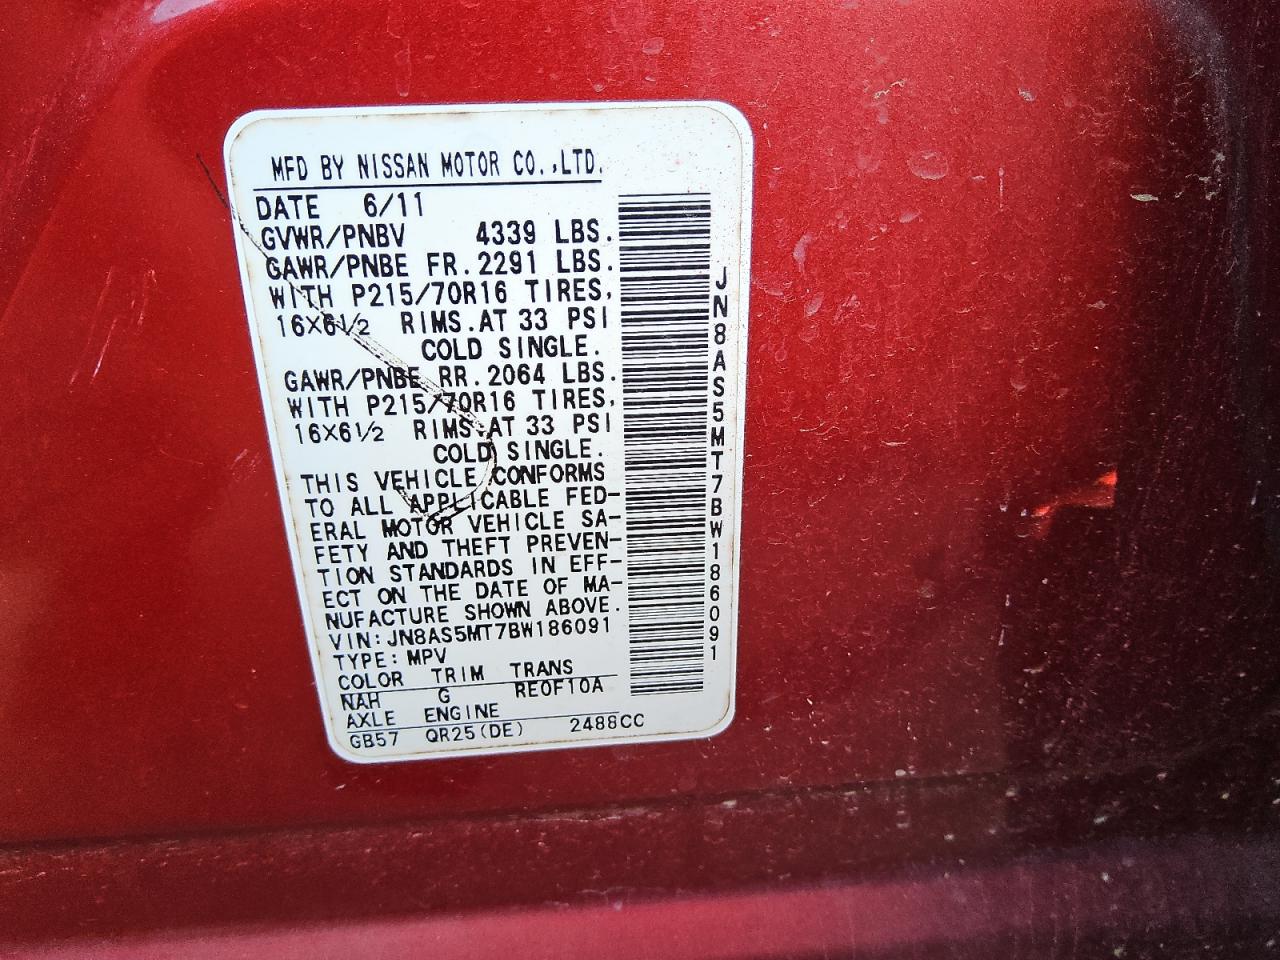 MFD BY NISSAN MOTOR CO.,LTD.
DATE 6/11
GVWR/PNBV 4339 LBS.
GAWR/PNBE FR.2291 LBS.
WITH P215/70R16 TIRES,
16X6½ RIMS.AT 33 PSI
COLD SINGLE.
GAWR/PNBE RR.2064 LBS.
WITH P215/70R16 TIRES,
16X6½ RIMS.AT 33 PSI
COLD SINGLE.
THIS VEHICLE CONFORMS
TO ALL APPLICABLE FED-
ERAL MOTOR VEHICLE SA-
FETY AND THEFT PREVEN-
TION STANDARDS IN EFF-
ECT ON THE DATE OF MA-
NUFACTURE SHOWN ABOVE.
VIN:JN8AS5MT7BW186091
TYPE:MPV
COLOR TRIM TRANS
NAH G RE0F10A
AXLE ENGINE
GB57 QR25(DE) 2488CC
JN8AS5MT7BW186091